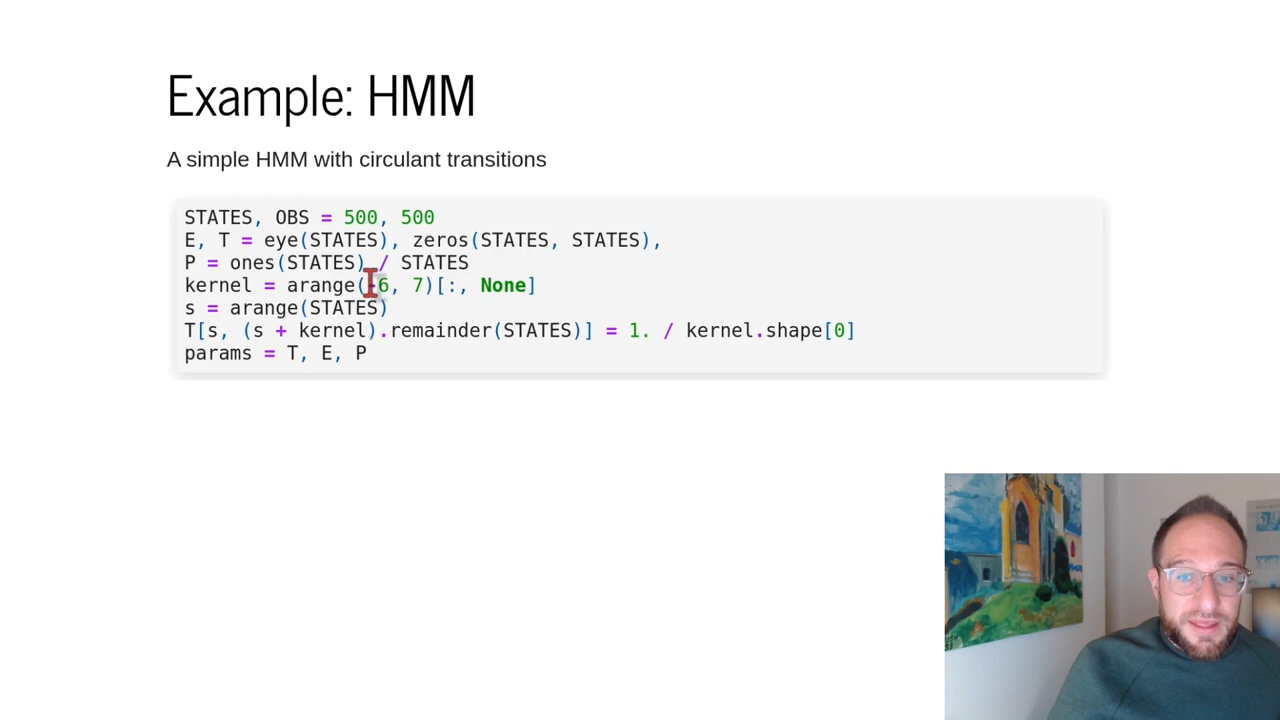 Example: HMM
A simple HMM with circulant transitions
STATES, OBS = 500, 500
E, T = eye(STATES), zeros(STATES, STATES),
P = ones(STATES) / STATES
kernel = arange(-6, 7)[:, None]
s = arange(STATES)
T[s, (s + kernel).remainder(STATES)] = 1. / kernel.shape[0]
params = T, E, P